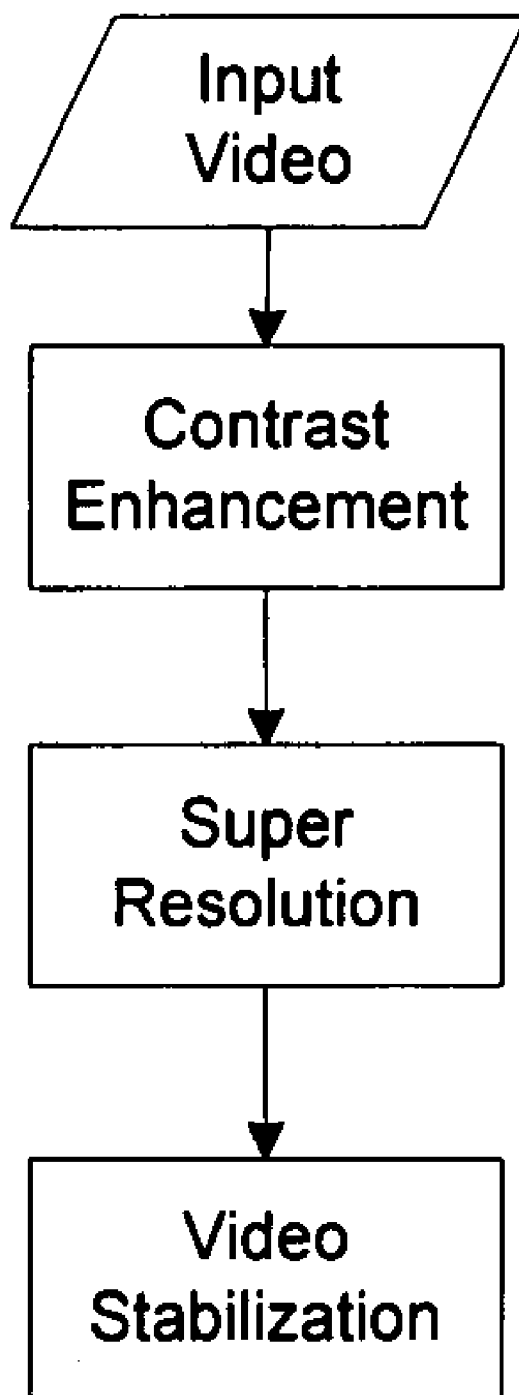 Input
Video
Contrast
Enhancement
Super
Resolution
Video
Stabilization